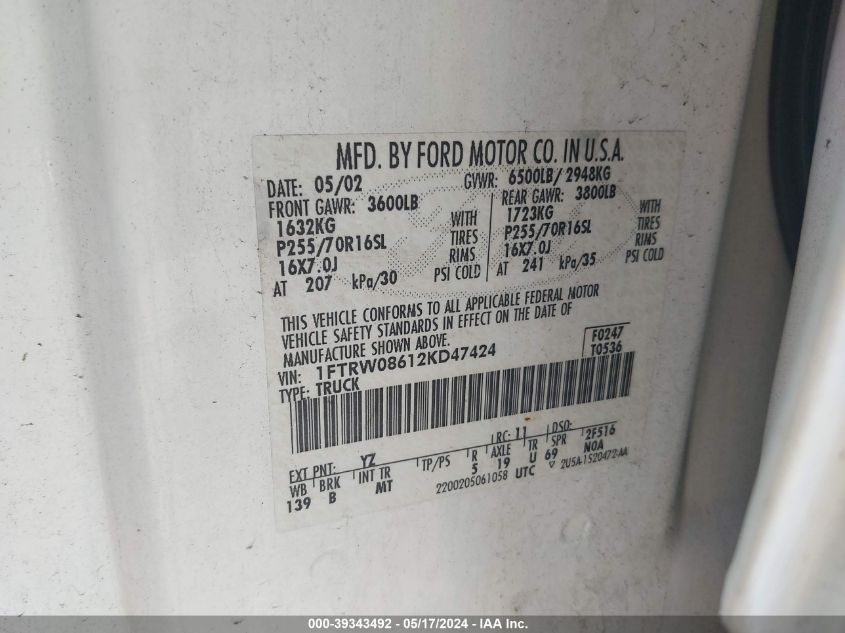 MFD. BY FORD MOTOR CO. IN U.S.A.
DATE: 05/02 GVWR: 6500LB/ 2948KG
FRONT GAWR: 3600LB REAR GAWR: 3800LB
1632KG WITH 1723KG WITH
P255/70R16SL TIRES P255/70R16SL TIRES
16X7.0J RIMS 16X7.0J RIMS
AT 207 kPa/30 PSI COLD AT 241 kPa/35 PSI COLD
THIS VEHICLE CONFORMS TO ALL APPLICABLE FEDERAL MOTOR
VEHICLE SAFETY STANDARDS IN EFFECT ON THE DATE OF
MANUFACTURE SHOWN ABOVE.
F0247
VIN: 1FTRW08612KD47424 T0536
TYPE: TRUCK
EXT PNT: YZ RC: 11 DSO: 2F516
WB BRK INT TR TP/PS R AXLE TR SPR
139 B MT 5 19 U 69 NOA
2200205061058 UTC ▽ 2U5A-1520472-AA
000-39343492 - 05/17/2024 - IAA Inc.